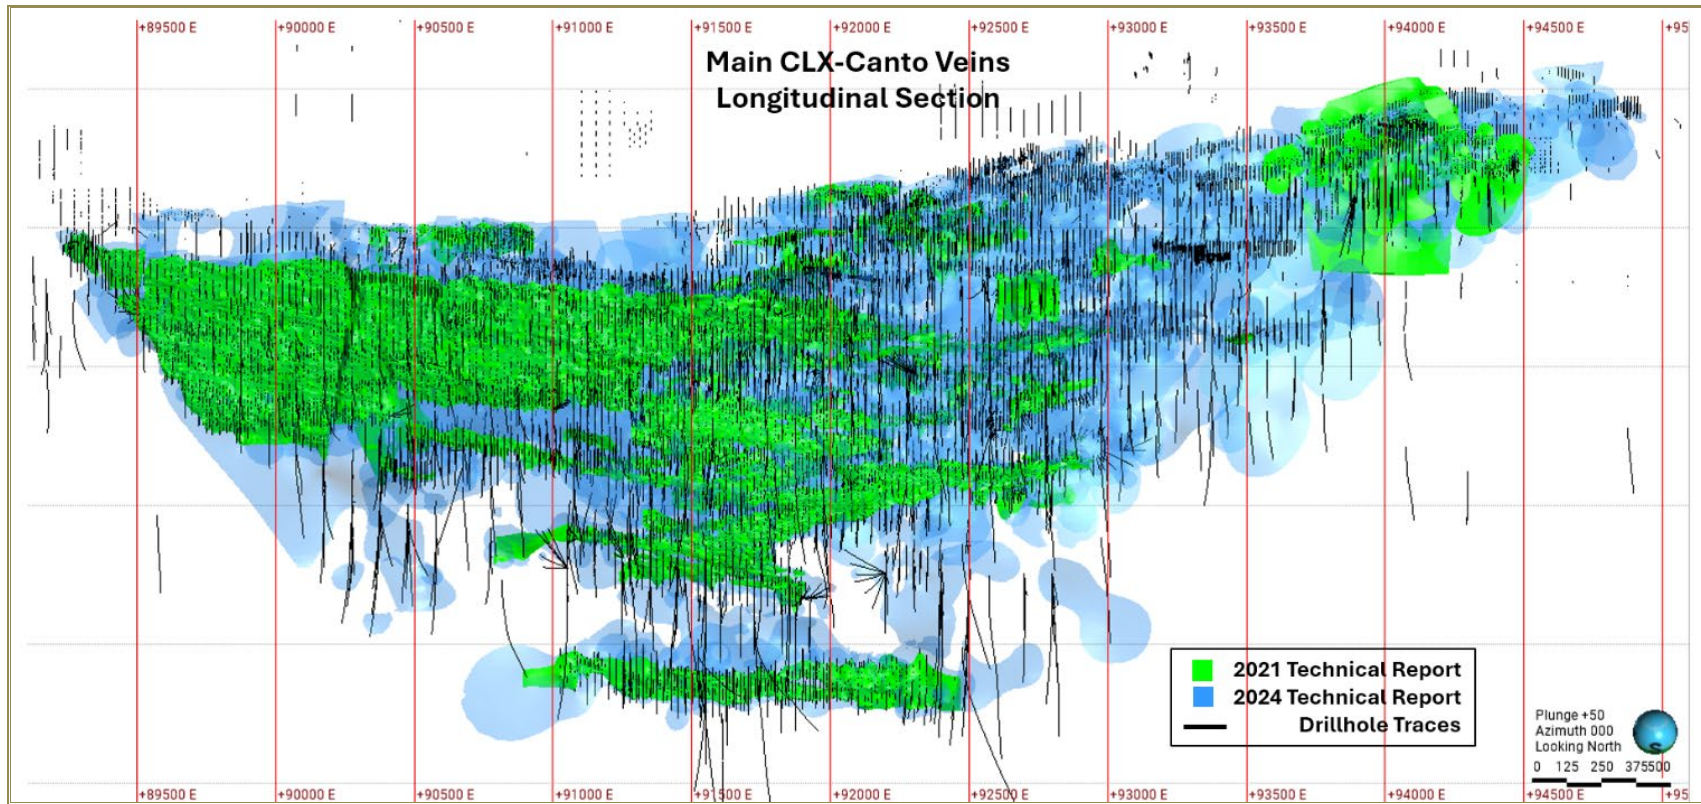 +89500 E +90000 E +90500 E +91000 E +91500 E +92000 E +92500 E +93000 E +93500 E +94000 E +94500 E +95
Main CLX-Canto Veins
Longitudinal Section
2021 Technical Report
2024 Technical Report
Drillhole Traces
Plunge +50
Azimuth 000
Looking North
S
0 125 250 375500
+89500 E +90000 E +90500 E +91000 E +91500 E +92000 E +92500 E +93000 E +93500 E +94000 E +94500 E +95